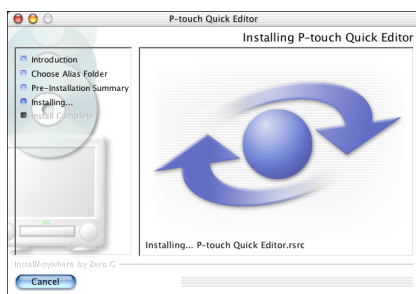 P-touch Quick Editor
Installing P-touch Quick Editor
Introduction
Choose Alias Folder
Pre-Installation Summary
Installing...
Install Complete
Installing... P-touch Quick Editor.rsrc
InstallAnywhere by Zero G
Cancel